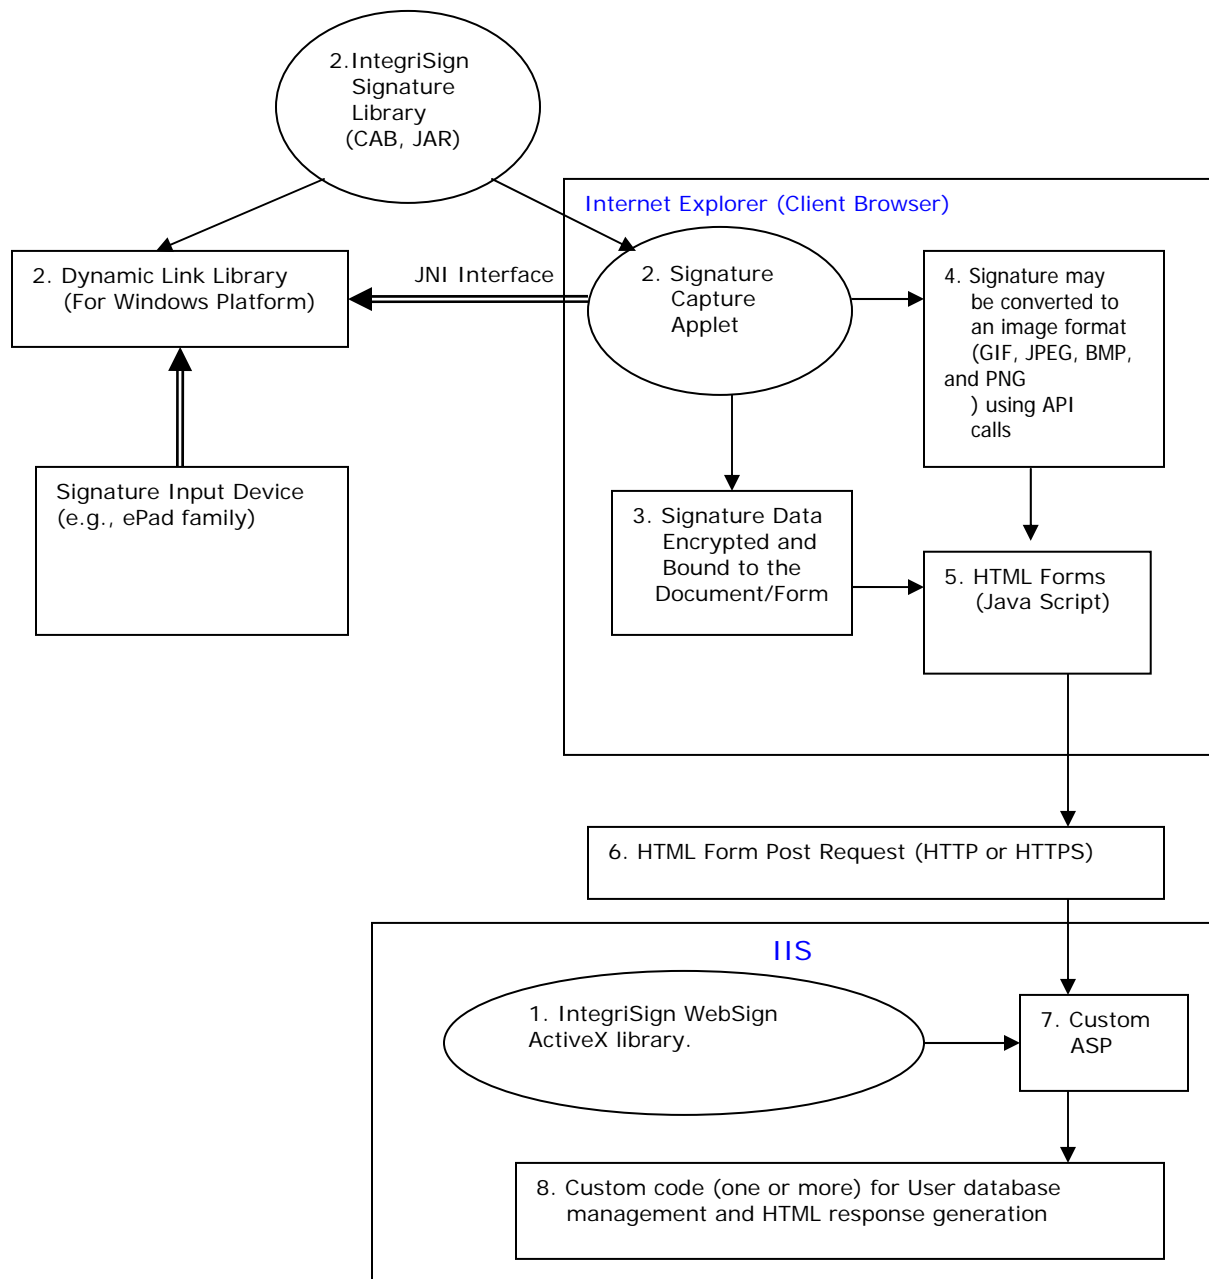 2.IntegriSign
Signature
Library
(CAB, JAR)
Internet Explorer (Client Browser)
2. Dynamic Link Library
(For Windows Platform)
JNI Interface
2. Signature
Capture
Applet
4. Signature may
be converted to
an image format
(GIF, JPEG, BMP,
and PNG
) using API
calls
Signature Input Device
(e.g., ePad family)
3. Signature Data
Encrypted and
Bound to the
Document/Form
5. HTML Forms
(Java Script)
6. HTML Form Post Request (HTTP or HTTPS)
IIS
1. IntegriSign WebSign
ActiveX library.
7. Custom
ASP
8. Custom code (one or more) for User database
management and HTML response generation